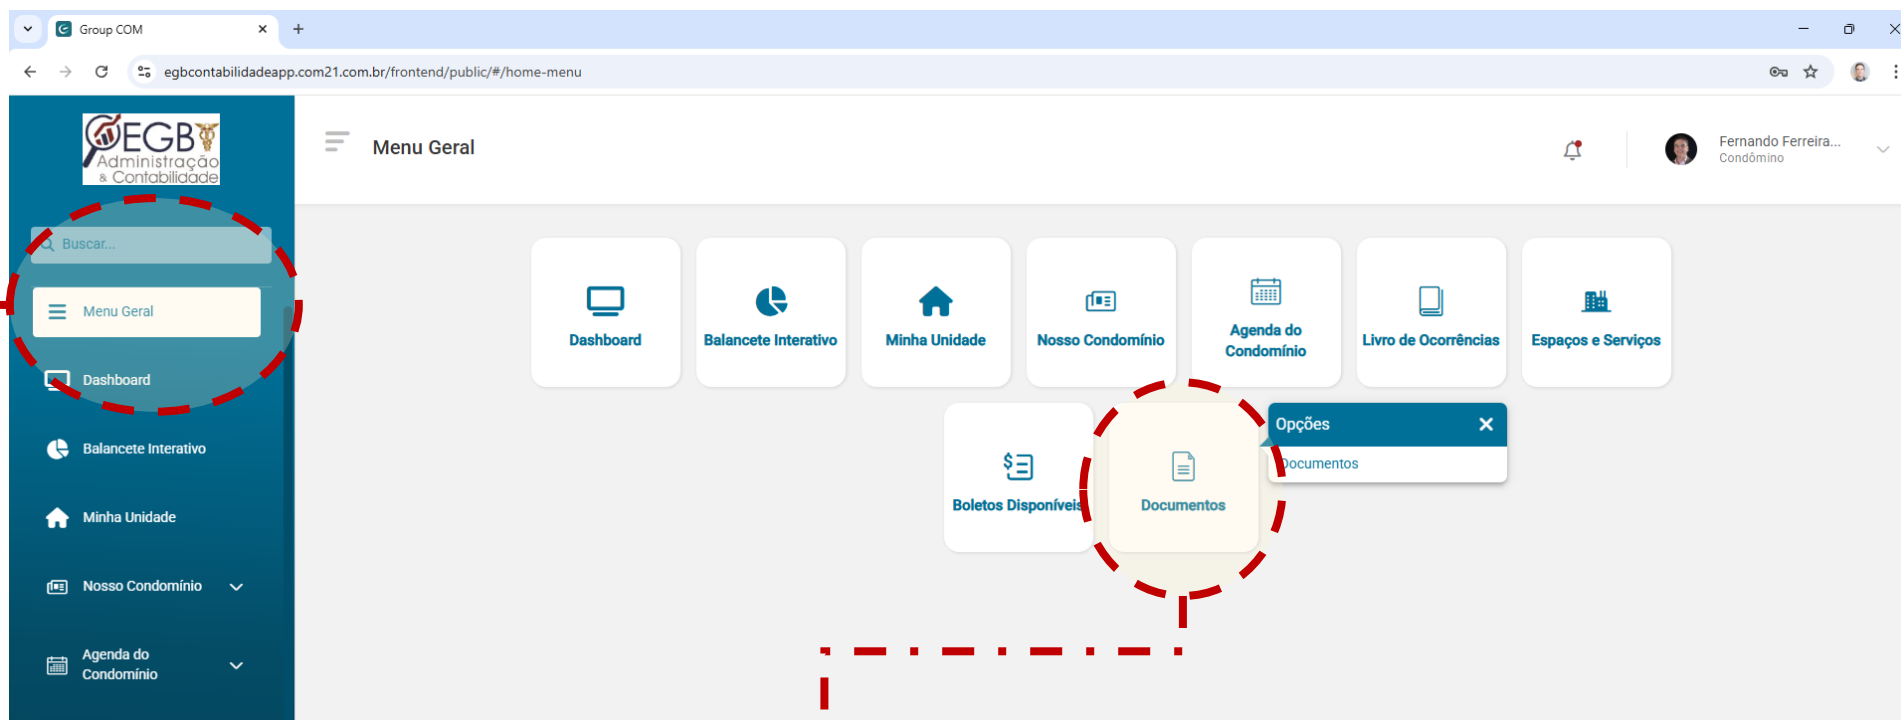 Group COM
egbcontabilidadeapp.com21.com.br/frontend/public/#/home-menu
EGB
Administração
& Contabilidade
Menu Geral
Fernando Ferreira...
Condômino
Buscar...
Menu Geral
Dashboard
Balancete Interativo
Minha Unidade
Nosso Condomínio
Agenda do
Condomínio
Dashboard
Balancete Interativo
Minha Unidade
Nosso Condomínio
Agenda do
Condomínio
Livro de Ocorrências
Espaços e Serviços
Boletos Disponíveis
Documentos
Opções
Documentos